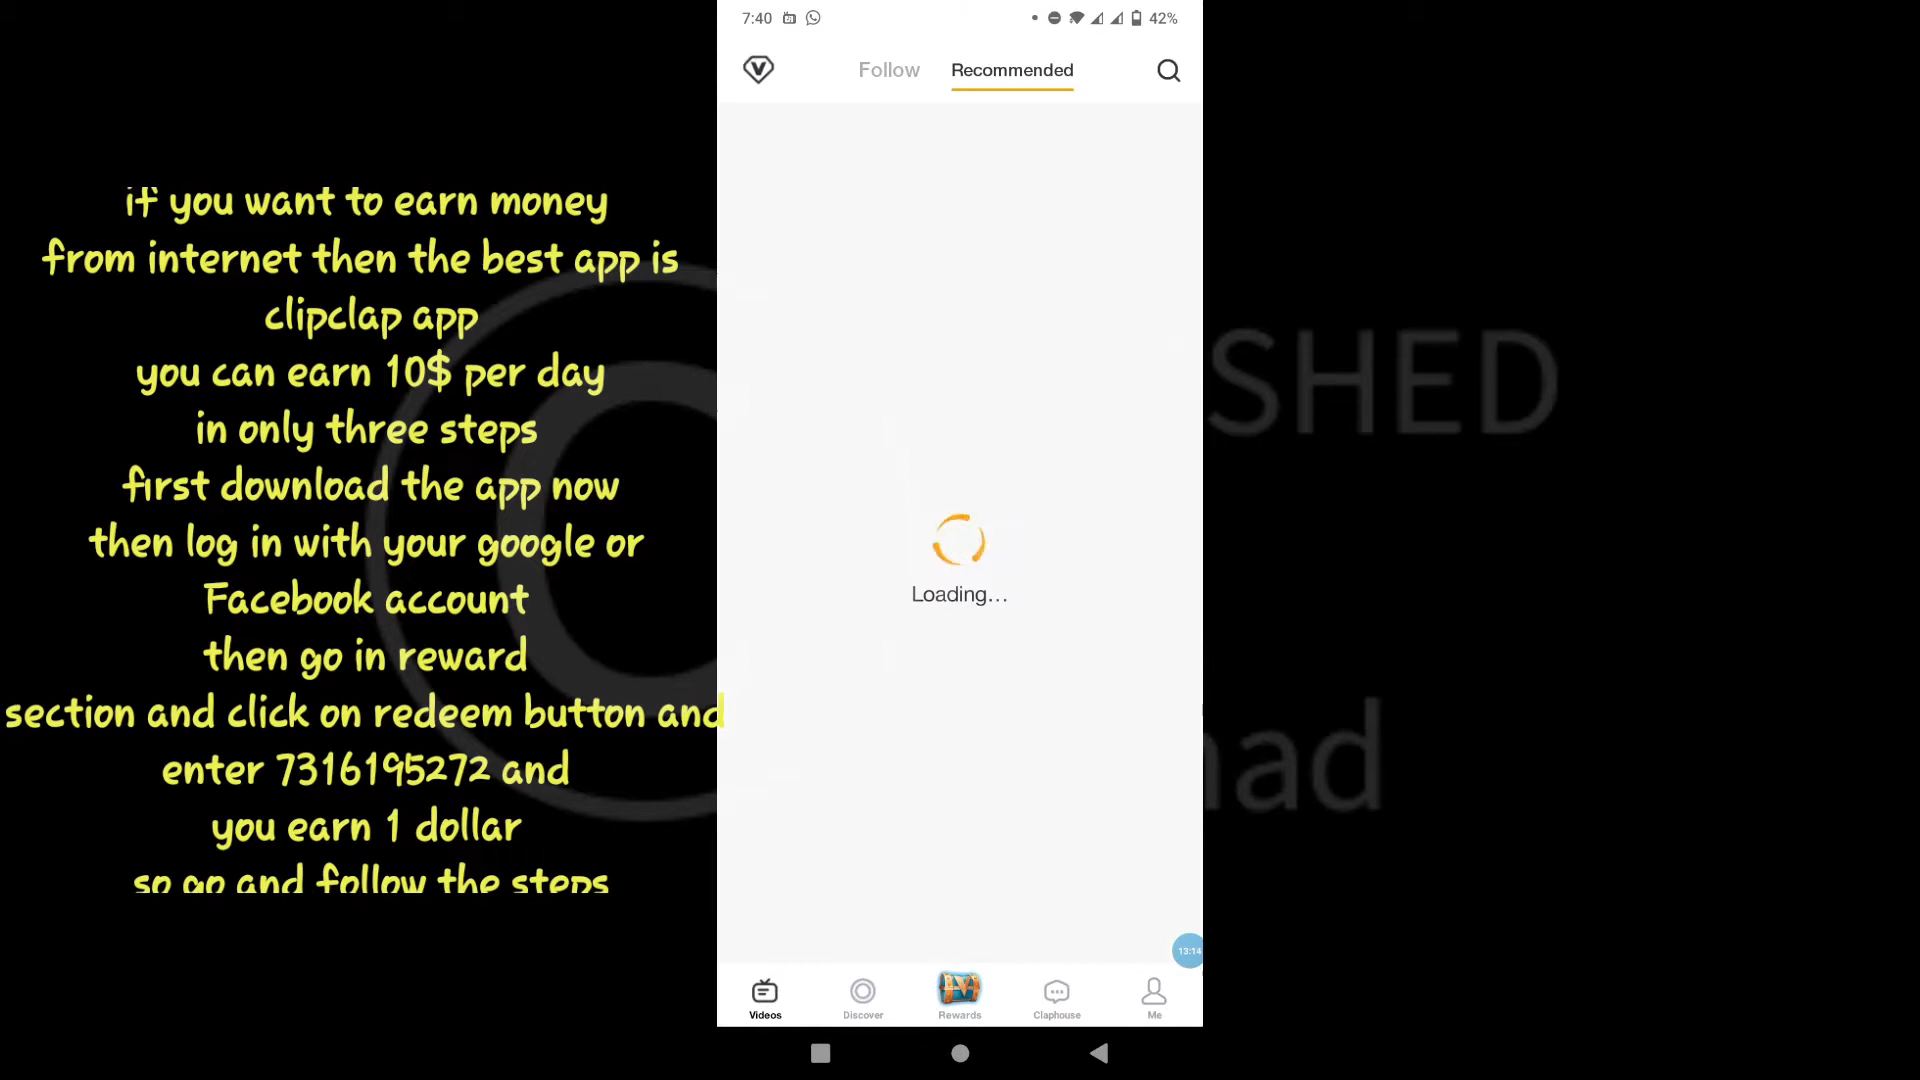 7:40
42%
Follow
Recommended
if you want to earn money
from internet then the best app is
clipclap app
you can earn 10$ per day
in only three steps
first download the app now
then log in with your google or
Facebook account
then go in reward
section and click on redeem button and
enter 7316195272 and
you earn 1 dollar
so go and follow the steps
SHED
Loading...
had
13:14
Videos
Discover
Rewards
Claphouse
Me